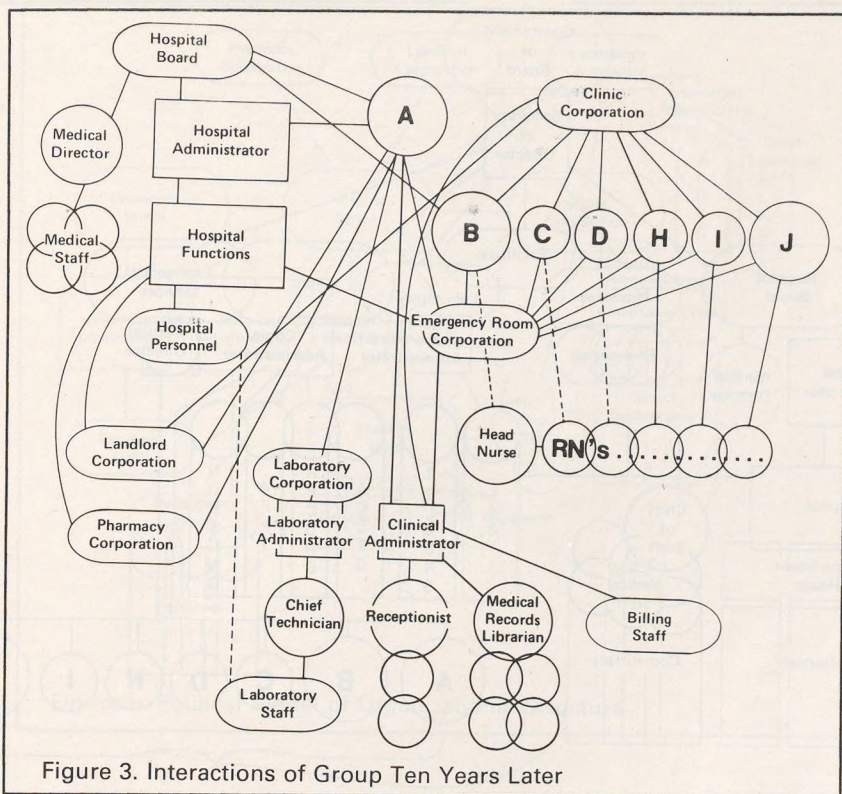 Hospital
Board
A
Clinic
Corporation
Medical
Director
Hospital
Administrator
B
C
D
H
I
J
Medical
Staff
Hospital
Functions
Hospital
Personnel
Emergency Room
Corporation
Head
Nurse
RN's..............
Landlord
Corporation
Laboratory
Corporation
Pharmacy
Corporation
Laboratory
Administrator
Clinical
Administrator
Chief
Technician
Receptionist
Medical
Records
Librarian
Billing
Staff
Laboratory
Staff
Figure 3. Interactions of Group Ten Years Later